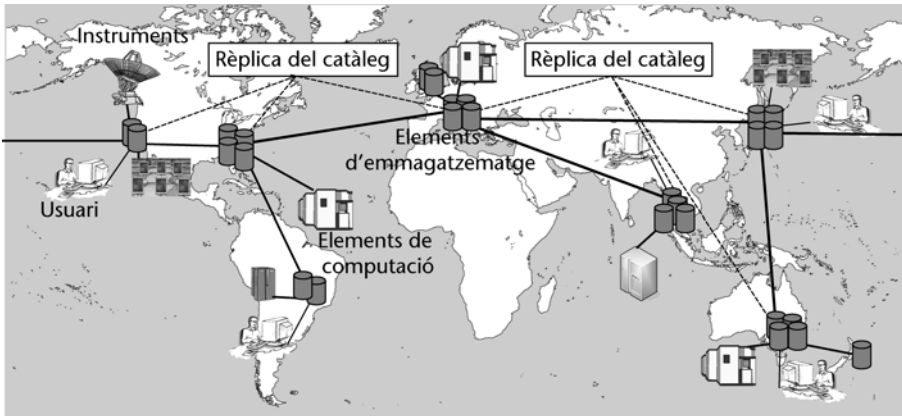 Instruments
Rèplica del catàleg
Rèplica del catàleg
Elements
d'emmagatzematge
Usuari
Elements de
computació